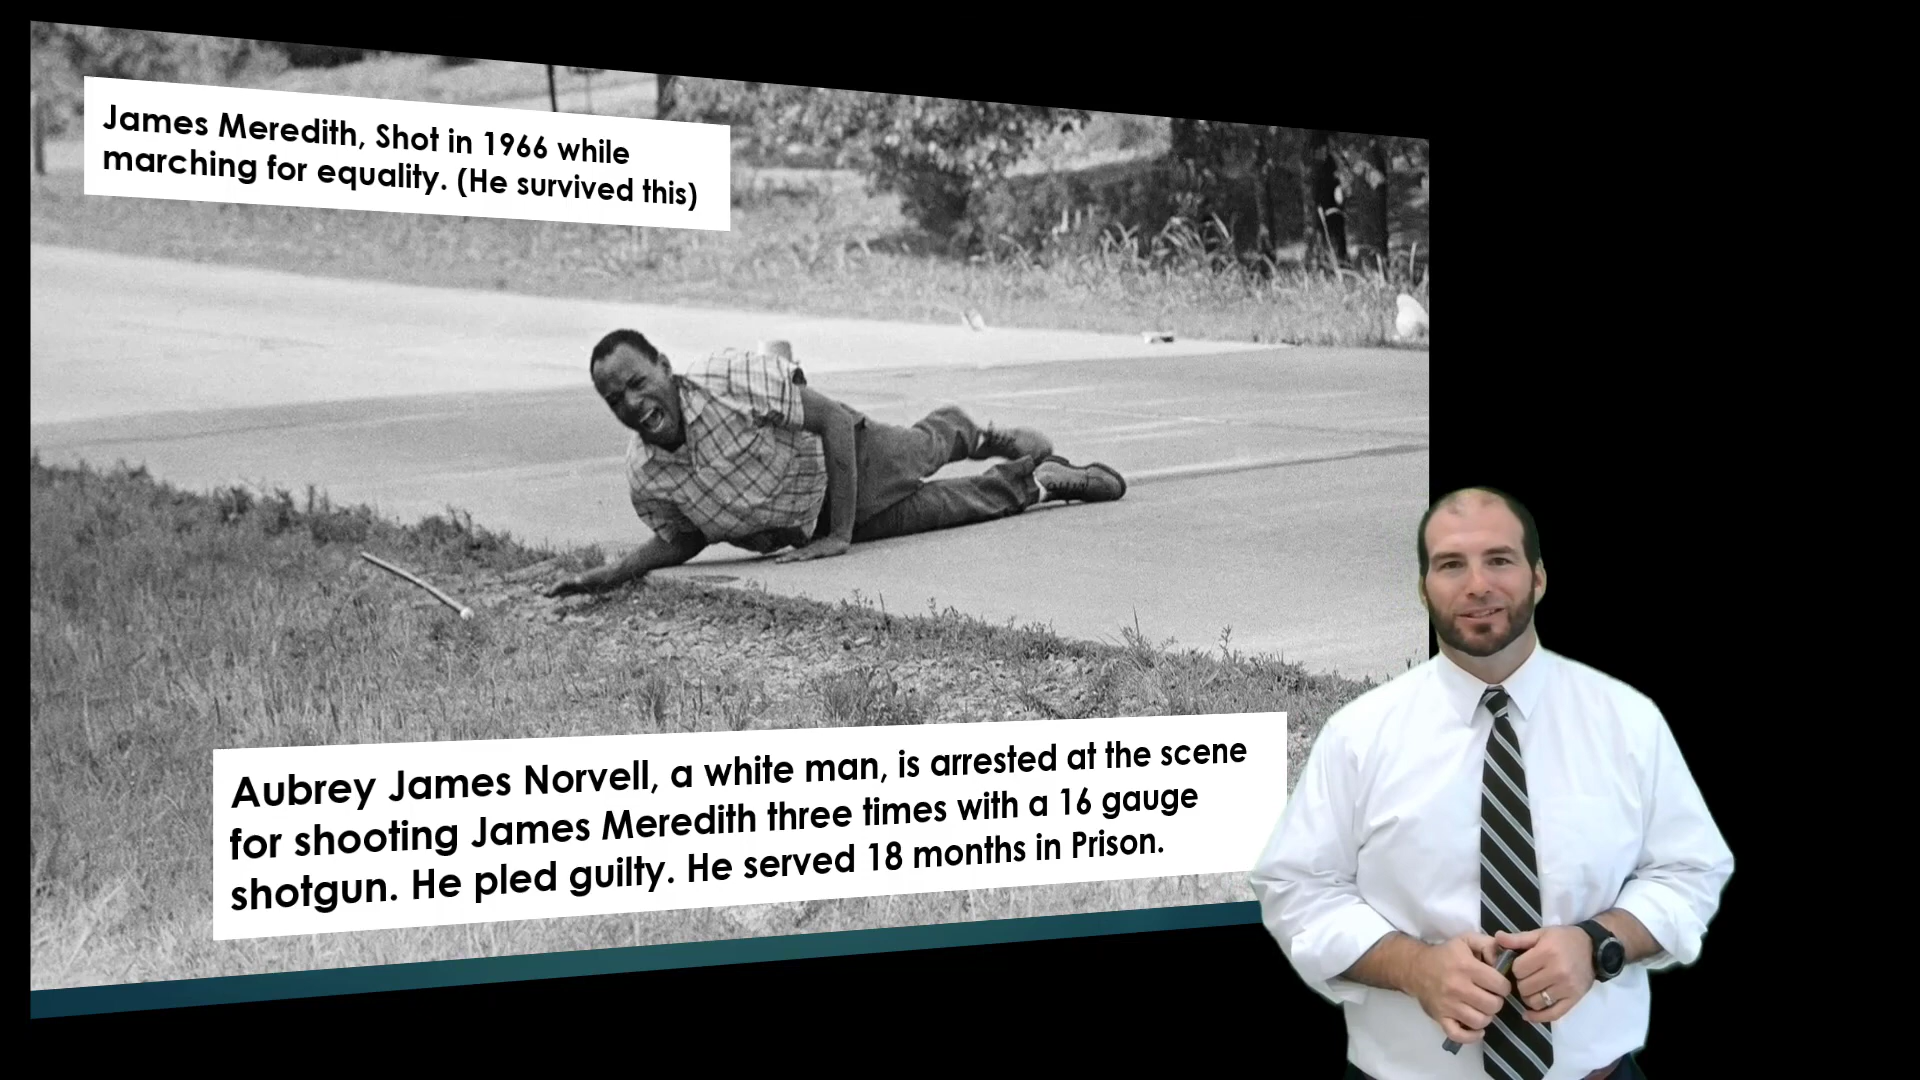 James Meredith, Shot in 1966 while
marching for equality. (He survived this)
Aubrey James Norvell, a white man, is arrested at the scene
for shooting James Meredith three times with a 16 gauge
shotgun. He pled guilty. He served 18 months in Prison.